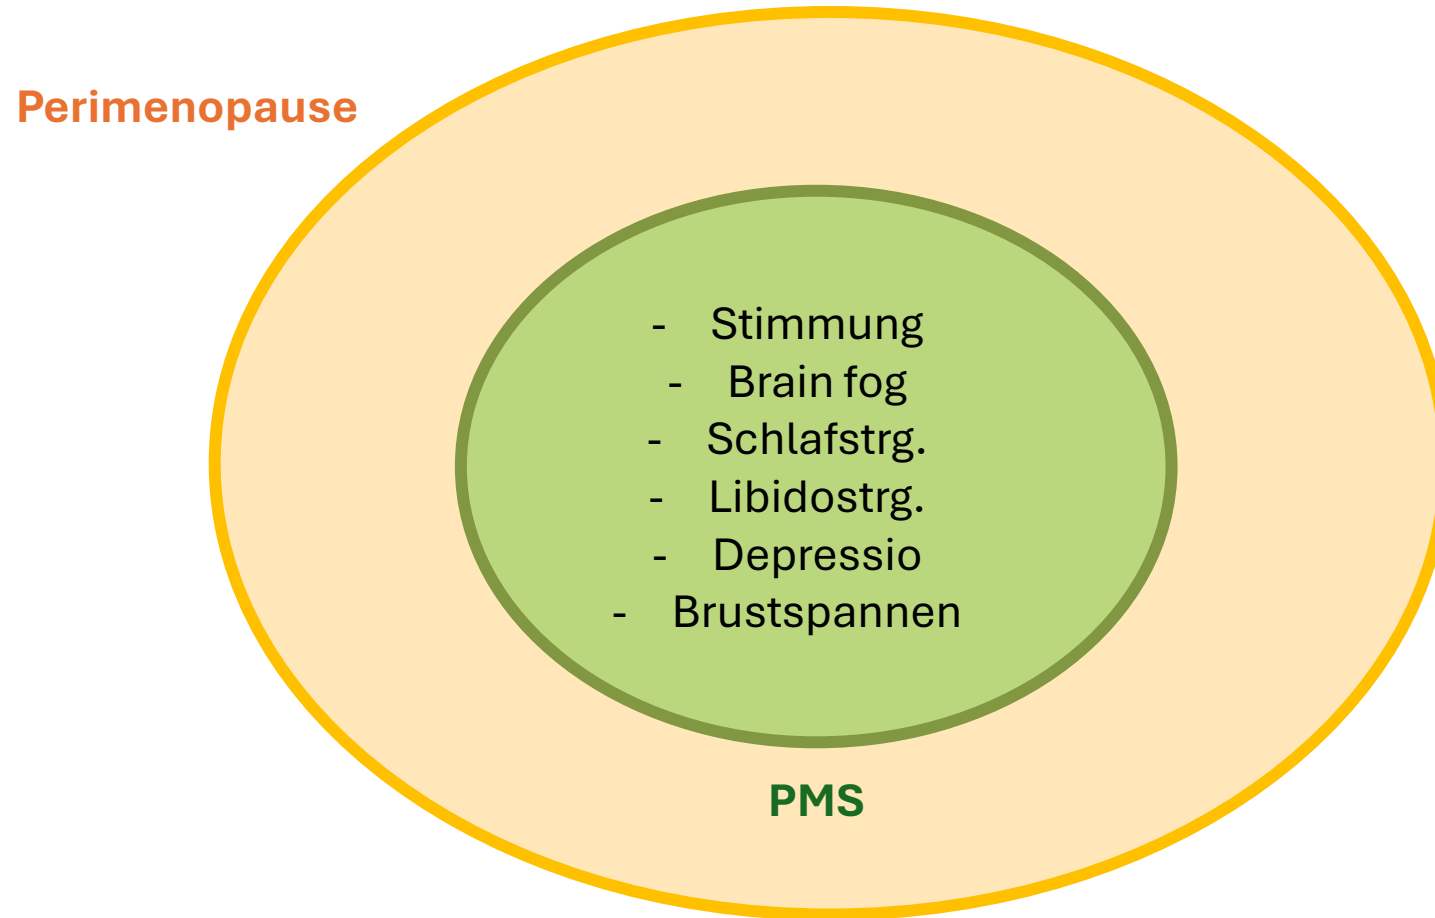 Perimenopause
- Stimmung
- Brain fog
- Schlafstrg.
- Libidostrg.
- Depressio
- Brustspannen
PMS